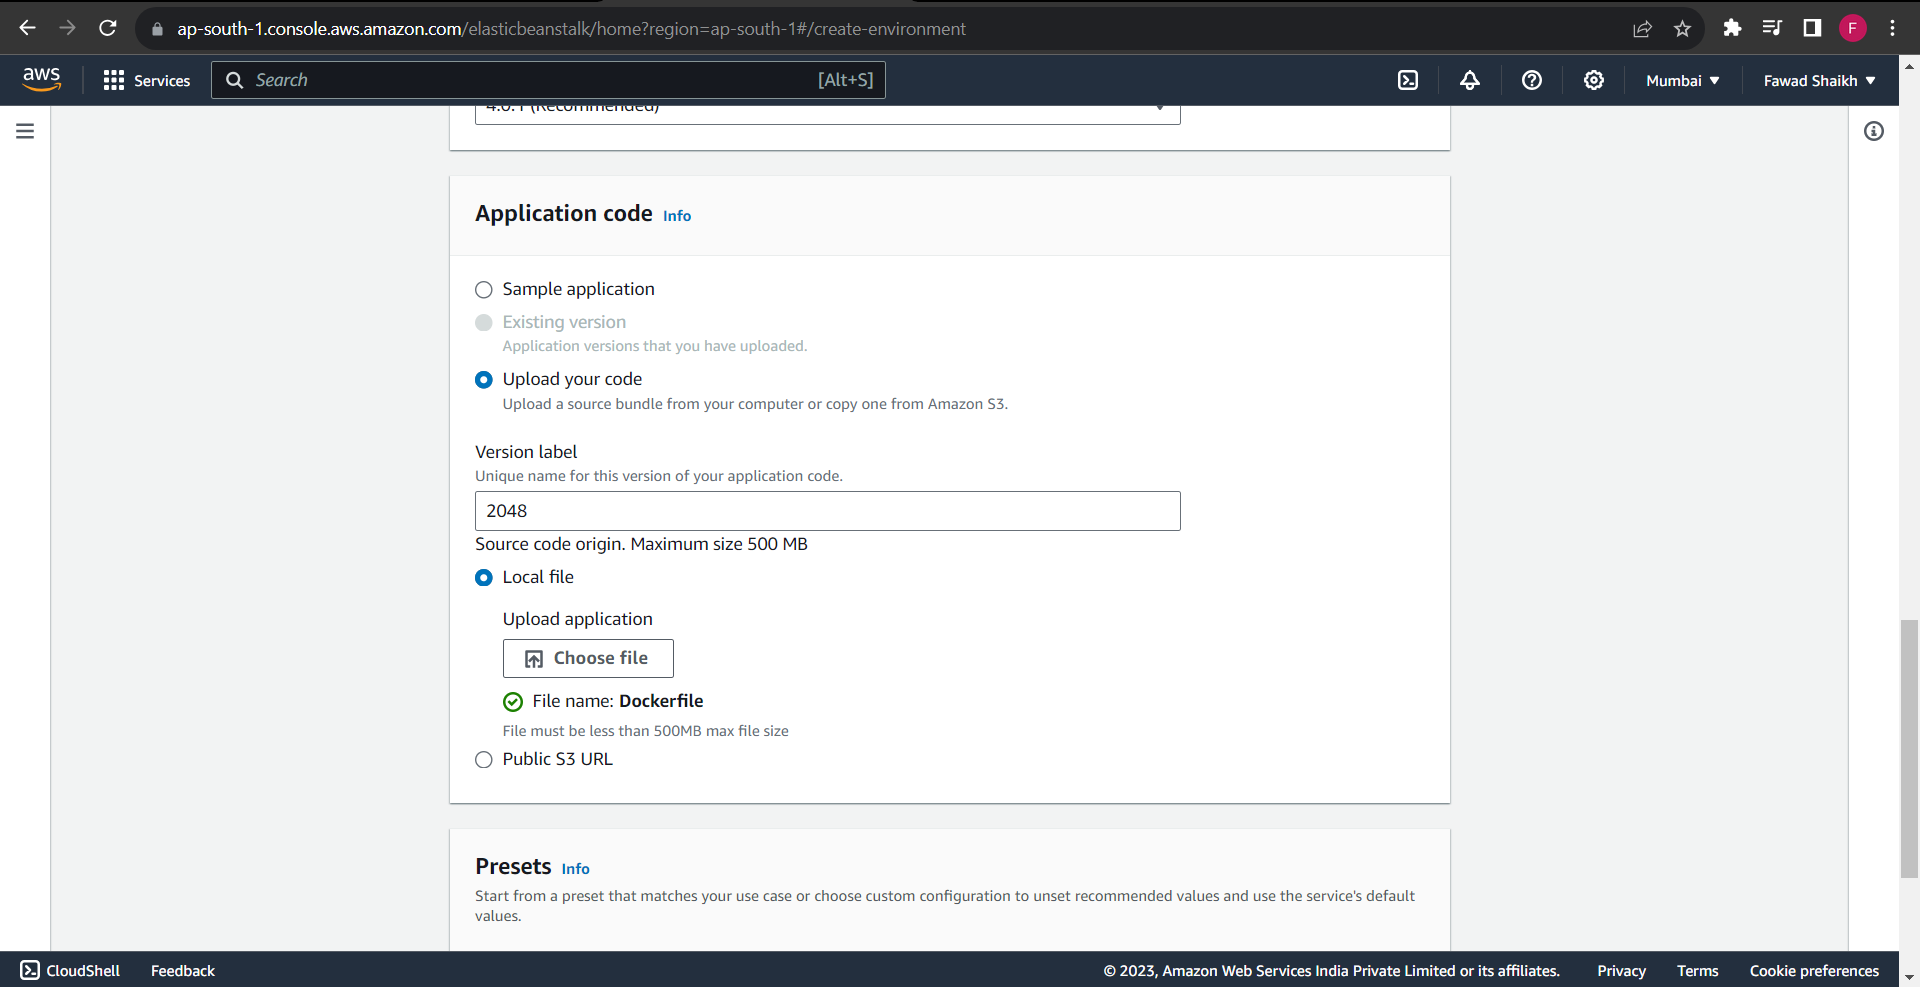 ap-south-1.console.aws.amazon.com/elasticbeanstalk/home?region=ap-south-1#/create-environment
F
aws
Services
Search
[Alt+S]
Mumbai
Fawad Shaikh
4.0.1 (Recommended)
Application code Info
Sample application
Existing version
Application versions that you have uploaded.
Upload your code
Upload a source bundle from your computer or copy one from Amazon S3.
Version label
Unique name for this version of your application code.
2048
Source code origin. Maximum size 500 MB
Local file
Upload application
Choose file
File name: Dockerfile
File must be less than 500MB max file size
Public S3 URL
Presets Info
Start from a preset that matches your use case or choose custom configuration to unset recommended values and use the service's default
values.
CloudShell
Feedback
© 2023, Amazon Web Services India Private Limited or its affiliates.
Privacy
Terms
Cookie preferences